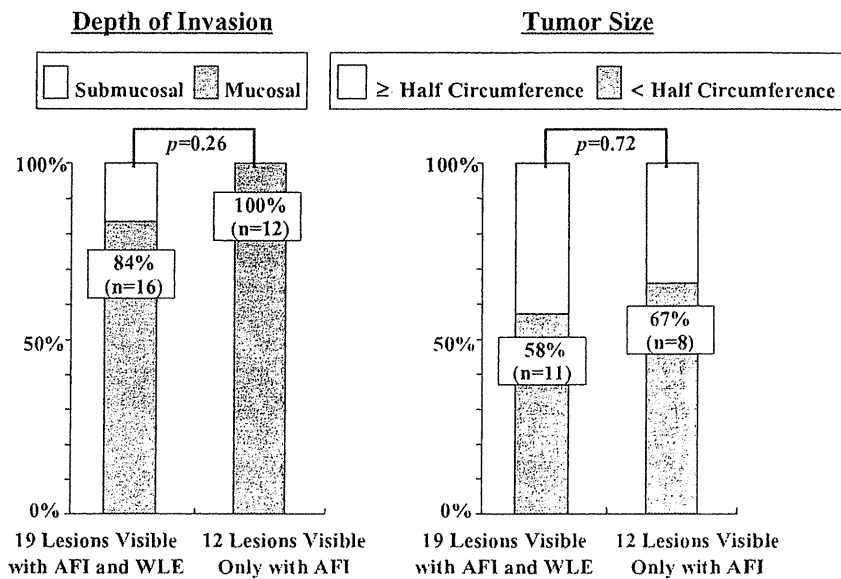 Depth of Invasion
Submucosal Mucosal
p=0.26
100%
50%
0%
84%
(n=16)
100%
(n=12)
19 Lesions Visible
with AFI and WLE
12 Lesions Visible
Only with AFI
Tumor Size
≥ Half Circumference < Half Circumference
p=0.72
100%
50%
0%
58%
(n=11)
67%
(n=8)
19 Lesions Visible
with AFI and WLE
12 Lesions Visible
Only with AFI